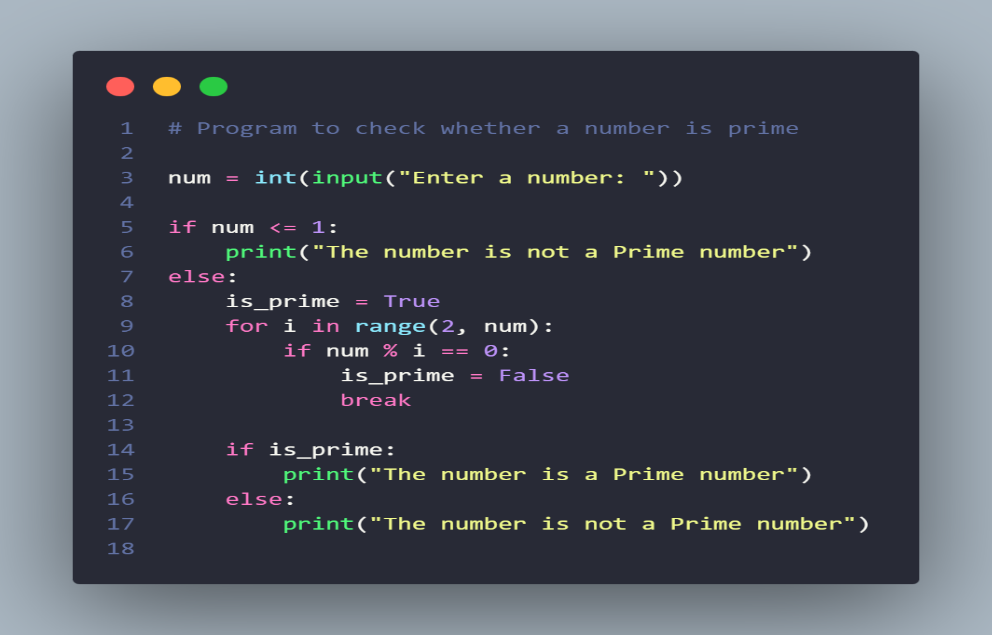 1 # Program to check whether a number is prime
2
3 num = int(input("Enter a number: "))
4
5 if num <= 1:
6     print("The number is not a Prime number")
7 else:
8     is_prime = True
9     for i in range(2, num):
10         if num % i == 0:
11             is_prime = False
12             break
13
14     if is_prime:
15         print("The number is a Prime number")
16     else:
17         print("The number is not a Prime number")
18